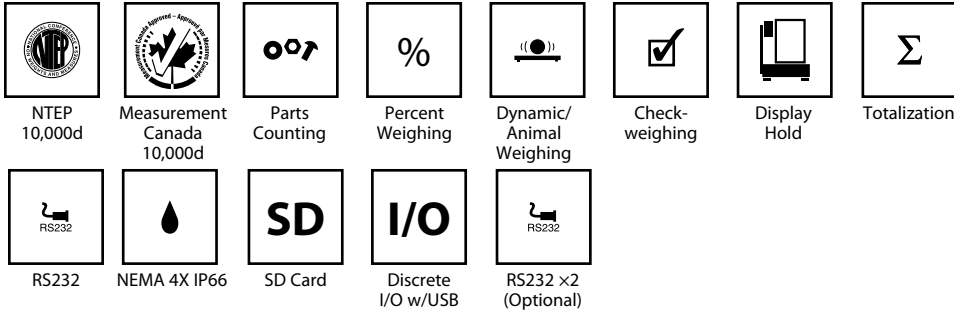 NTEP
%
Σ
NTEP
10,000d
Measurement
Canada
10,000d
Parts
Counting
Percent
Weighing
Dynamic/
Animal
Weighing
Check-
weighing
Display
Hold
Totalization
RS232
SD
I/O
RS232
RS232
NEMA 4X IP66
SD Card
Discrete
I/O w/USB
RS232 ×2
(Optional)